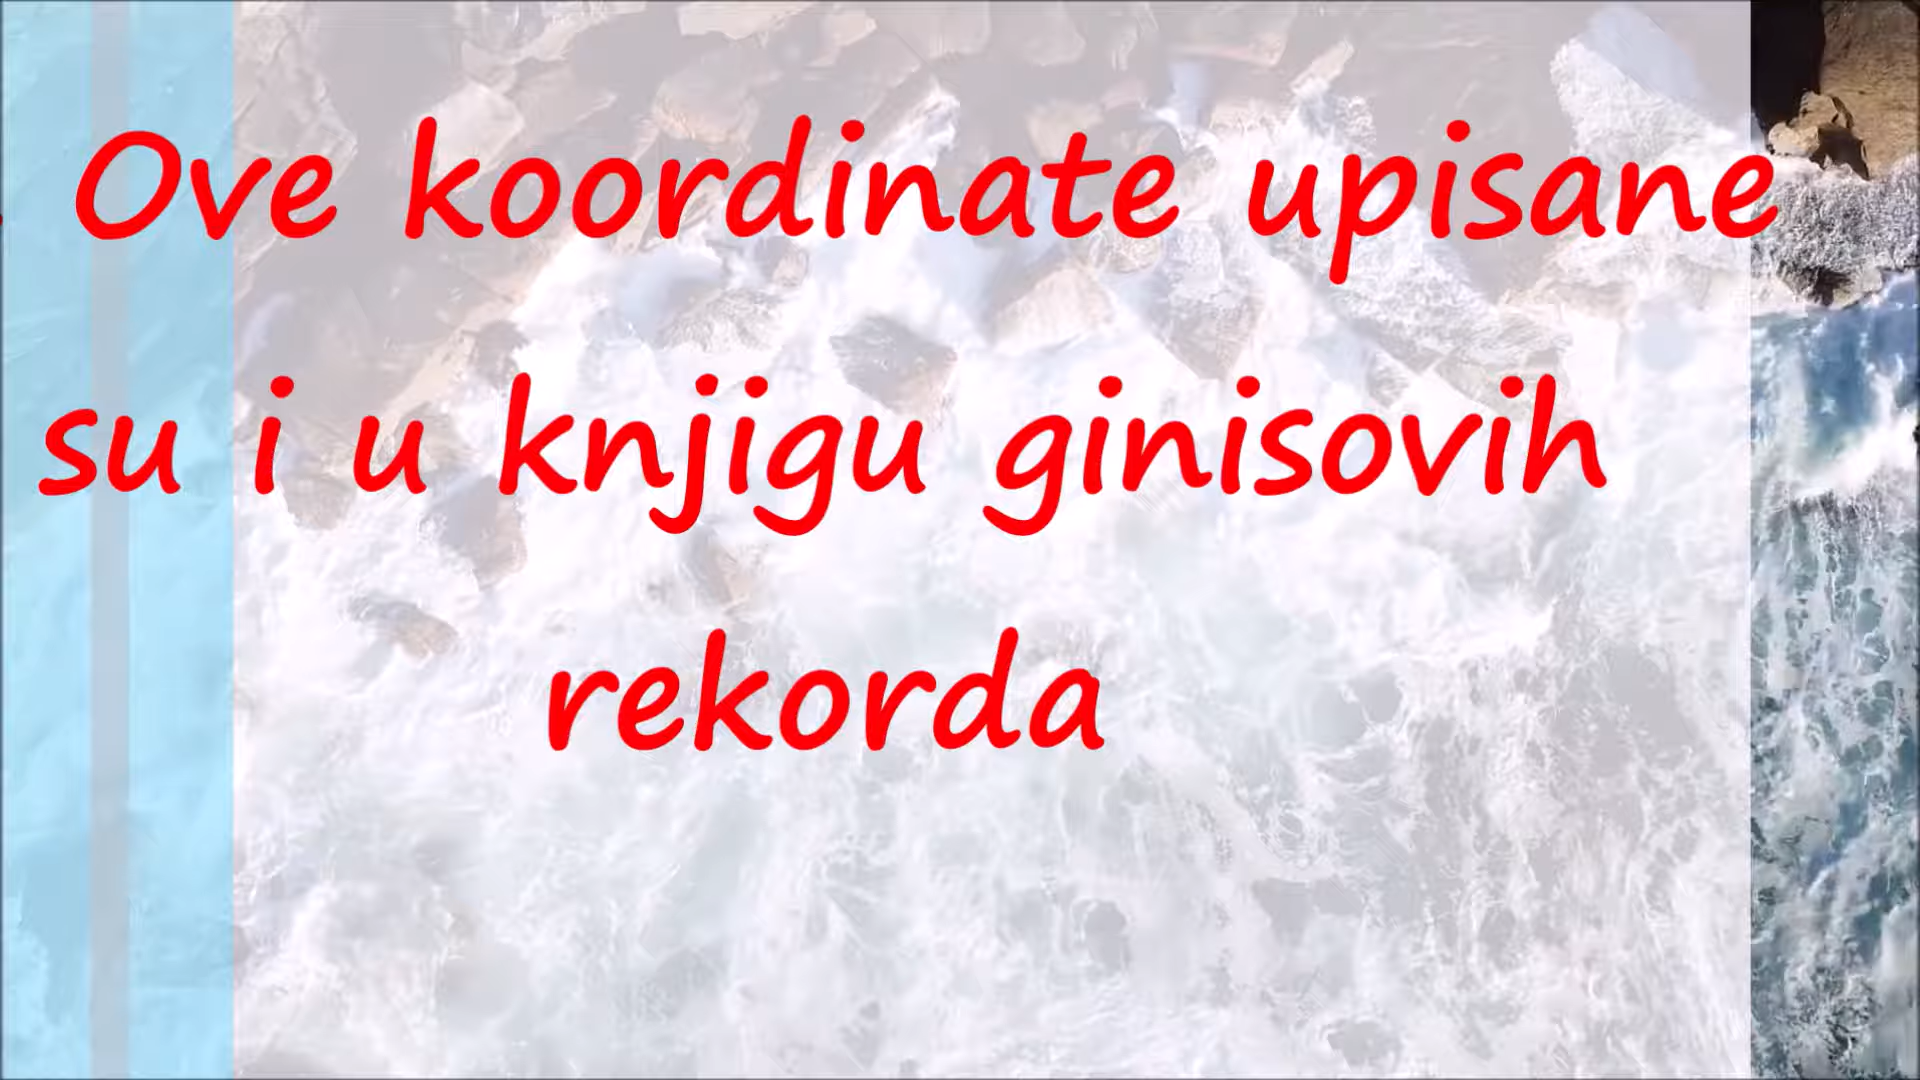 . Ove koordinate upisane
su i u knjigu ginisovih
rekorda